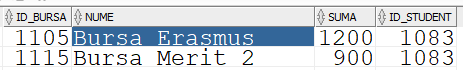 ID_BURSA NUME SUMA ID_STUDENT
1105 Bursa Erasmus 1200 1083
1115 Bursa Merit 2 900 1083